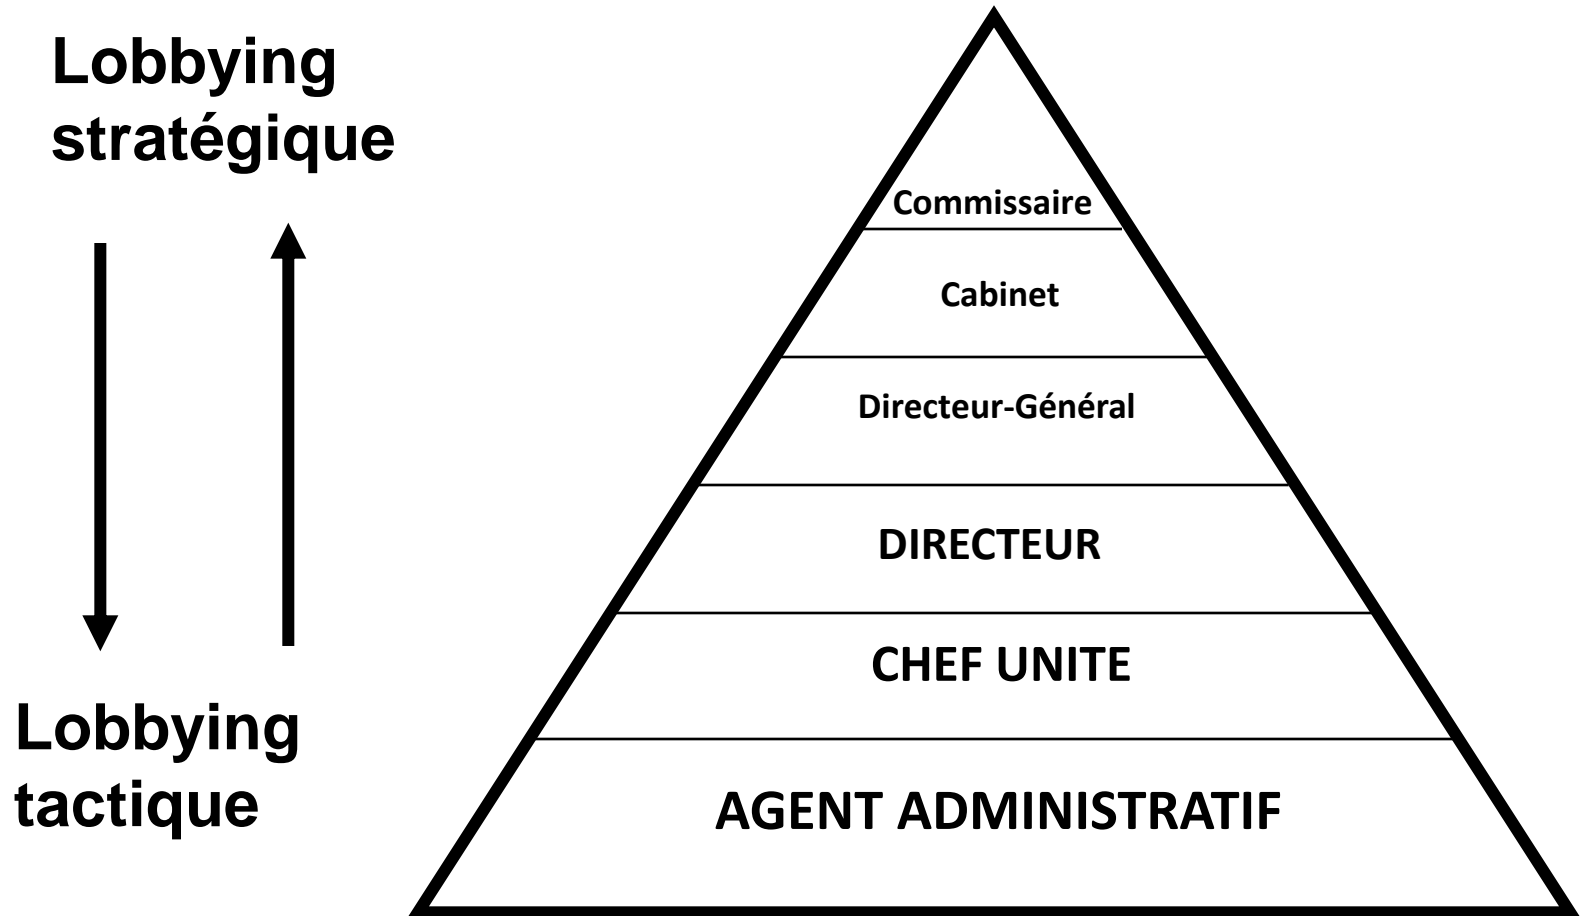 Lobbying
stratégique
Lobbying
tactique
Commissaire
Cabinet
Directeur-Général
DIRECTEUR
CHEF UNITE
AGENT ADMINISTRATIF